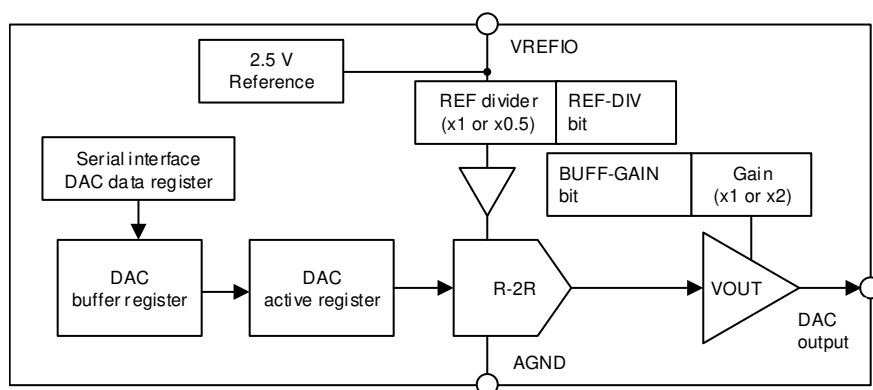 VREFIO
2.5 V
Reference
REF divider
(x1 or x0.5)
REF-DIV
bit
Serial interface
DAC data register
BUFF-GAIN
bit
Gain
(x1 or x2)
DAC
buffer register
DAC
active register
R-2R
VOUT
DAC
output
AGND